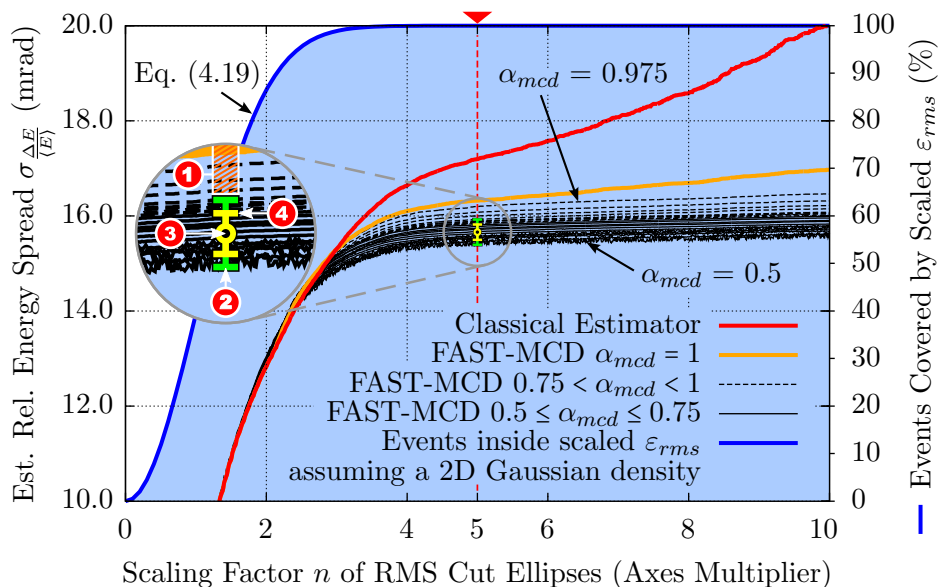 Est. Rel. Energy Spread σ ΔE/⟨E⟩ (mrad)
20.0
18.0
16.0
14.0
12.0
10.0
Eq. (4.19)
α_mcd = 0.975
1
3
4
2
α_mcd = 0.5
Classical Estimator
FAST-MCD α_mcd = 1
FAST-MCD 0.75 < α_mcd < 1
FAST-MCD 0.5 ≤ α_mcd ≤ 0.75
Events inside scaled ε_rms
assuming a 2D Gaussian density
100
90
80
70
60
50
40
30
20
10
0
Events Covered by Scaled ε_rms (%)
0 2 4 5 6 8 10
Scaling Factor n of RMS Cut Ellipses (Axes Multiplier)